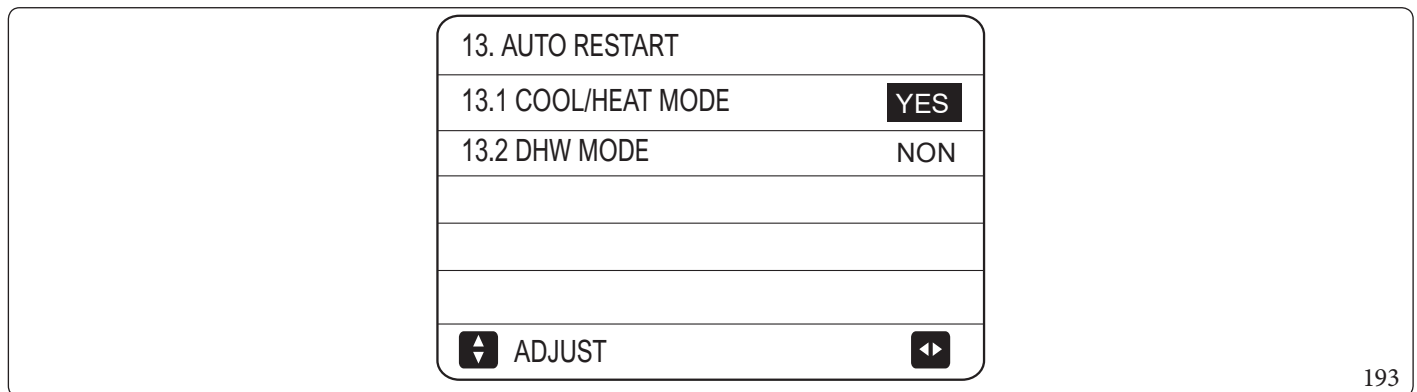 13. AUTO RESTART
13.1 COOL/HEAT MODE YES
13.2 DHW MODE NON
ADJUST
193